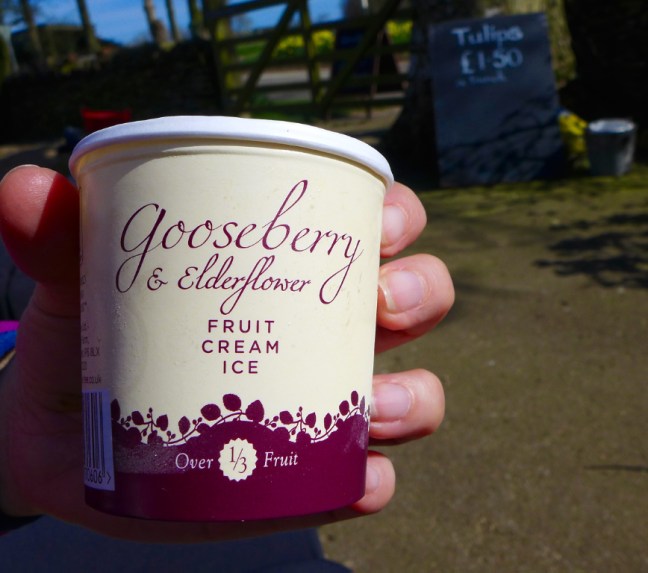 Tulips
£1.50
Gooseberry
& Elderflower
FRUIT
CREAM
ICE
Over 1/3 Fruit